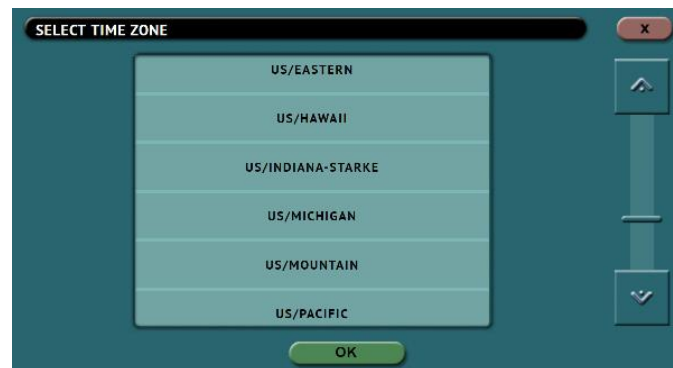 SELECT TIME ZONE
X
US/EASTERN
US/HAWAII
US/INDIANA-STARKE
US/MICHIGAN
US/MOUNTAIN
US/PACIFIC
OK